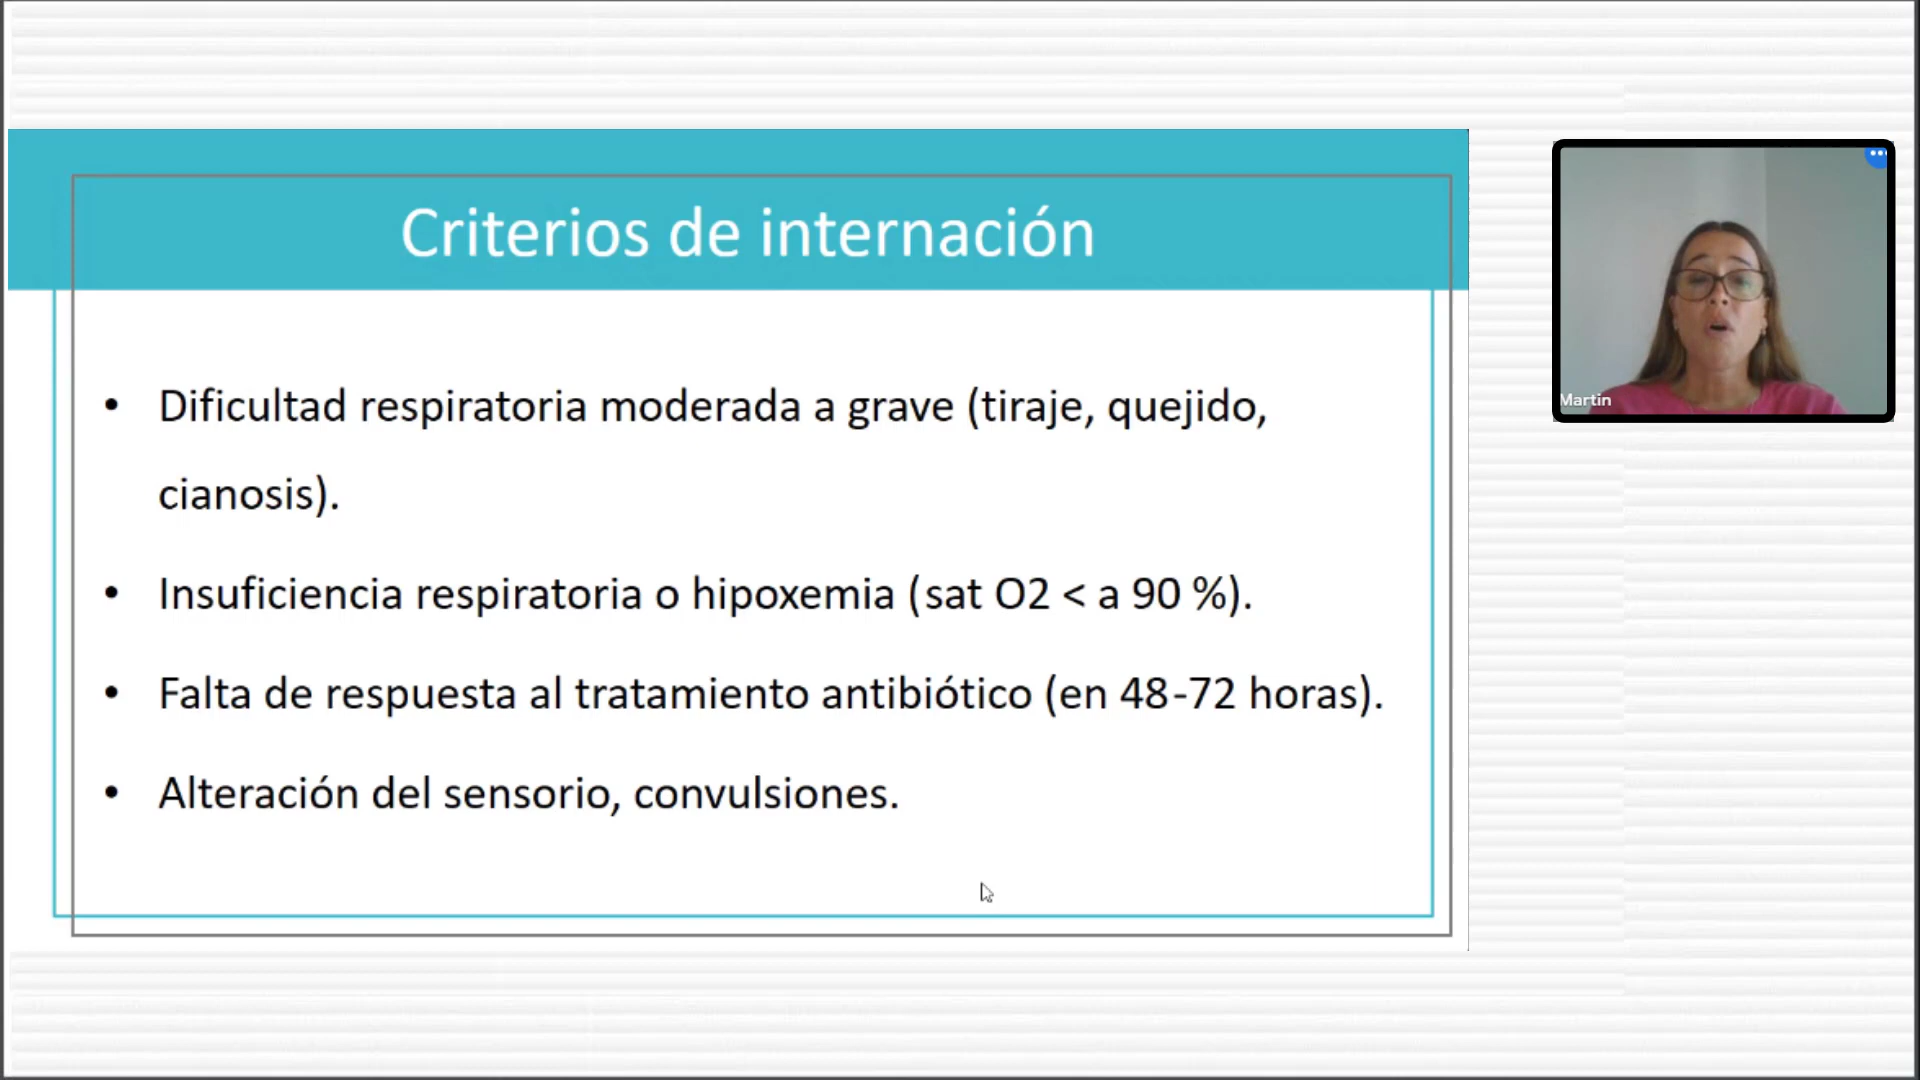 Criterios de internación
• Dificultad respiratoria moderada a grave (tiraje, quejido,
cianosis).
• Insuficiencia respiratoria o hipoxemia (sat O2 < a 90 %).
• Falta de respuesta al tratamiento antibiótico (en 48-72 horas).
• Alteración del sensorio, convulsiones.
Martin